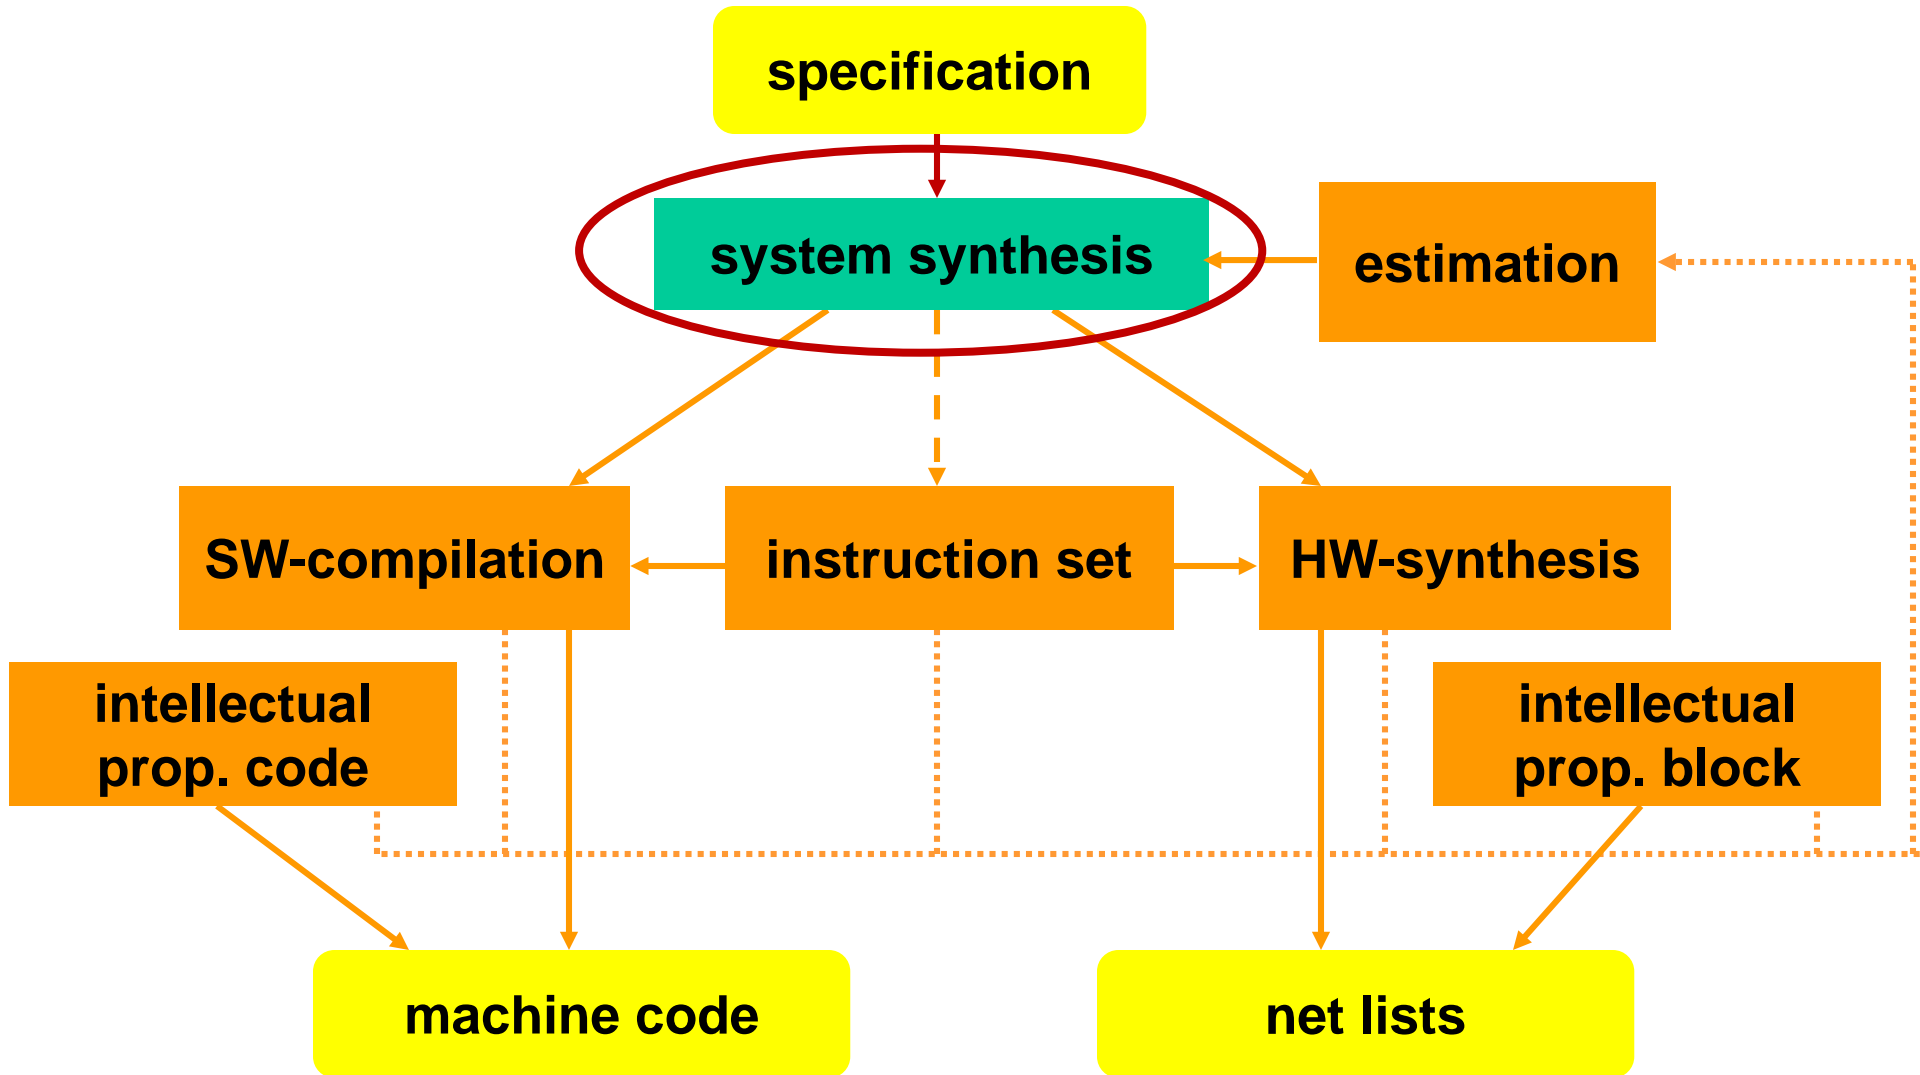 specification
system synthesis
estimation
SW-compilation
instruction set
HW-synthesis
intellectual
prop. code
intellectual
prop. block
machine code
net lists